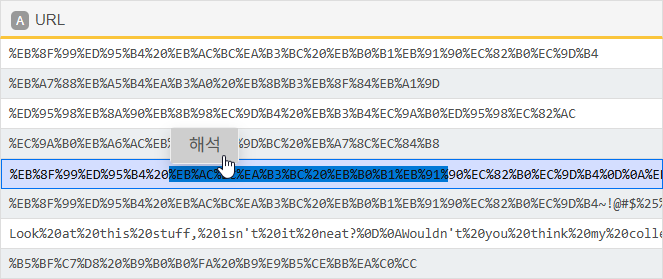 A URL
%EB%8F%99%ED%95%B4%20%EB%AC%BC%EA%B3%BC%20%EB%B0%B1%EB%91%90%EC%82%B0%EC%9D%B4
%EB%A7%88%EB%A5%B4%EA%B3%A0%20%EB%8B%B3%EB%8F%84%EB%A1%9D
%ED%95%98%EB%8A%90%EB%8B%98%EC%9D%B4%20%EB%B3%B4%EC%9A%B0%ED%95%98%EC%82%AC
%EC%9A%B0%EB%A6%AC%EB 9D%BC%20%EB%A7%8C%EC%84%B8
해석
%EB%8F%99%ED%95%B4%20%EB%AC%BC%EA%B3%BC%20%EB%B0%B1%EB%91%90%EC%82%B0%EC%9D%B4%0D%0A%E
%EB%8F%99%ED%95%B4%20%EB%AC%BC%EA%B3%BC%20%EB%B0%B1%EB%91%90%EC%82%B0%EC%9D%B4~!@#$%25%
Look%20at%20this%20stuff,%20isn't%20it%20neat?%0D%0AWouldn't%20you%20think%20my%20colle
%B5%BF%C7%D8%20%B9%B0%B0%FA%20%B9%E9%B5%CE%BB%EA%C0%CC